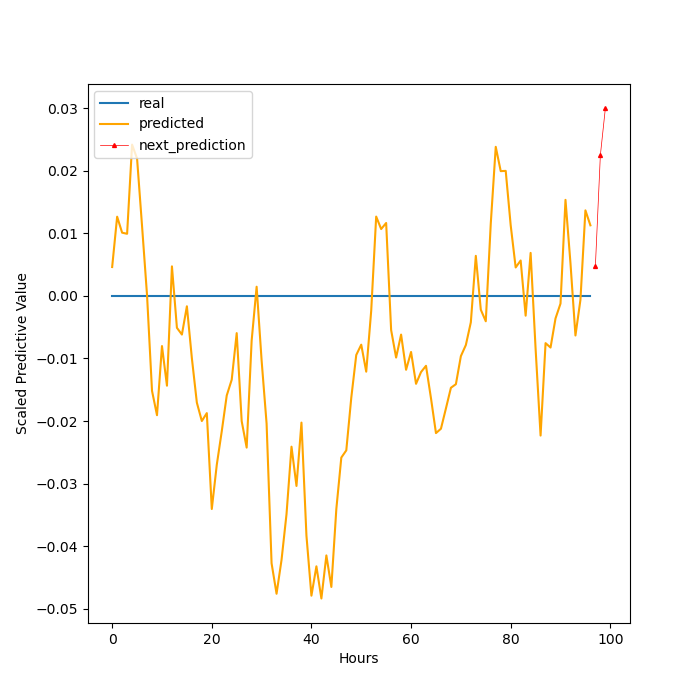 real
predicted
next_prediction
0.03
0.02
0.01
0.00
−0.01
−0.02
−0.03
−0.04
−0.05
Scaled Predictive Value
0 20 40 60 80 100
Hours